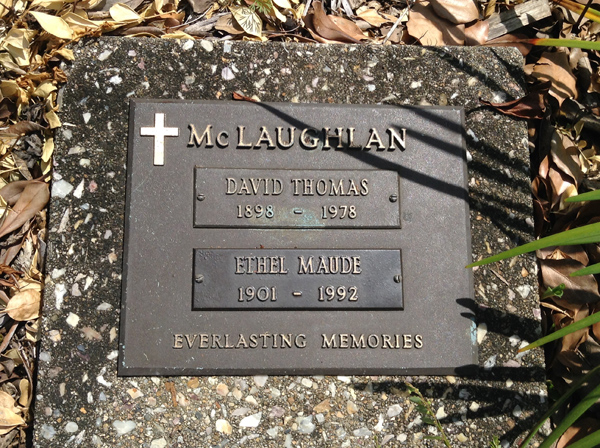 McLAUGHLAN
DAVID THOMAS
1898 - 1978
ETHEL MAUDE
1901 - 1992
EVERLASTING MEMORIES